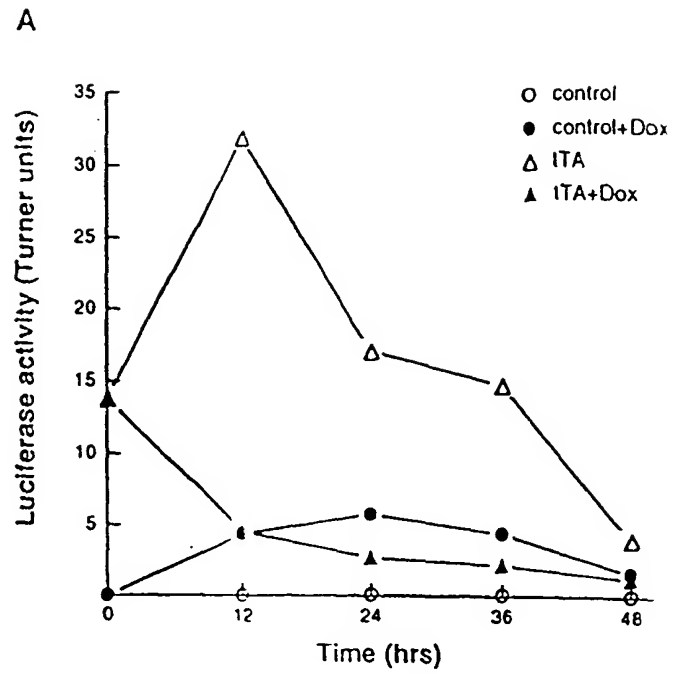 A
Luciferase activity (Turner units)
35
30
25
20
15
10
5
control
control+Dox
tTA
tTA+Dox
0 12 24 36 48
Time (hrs)